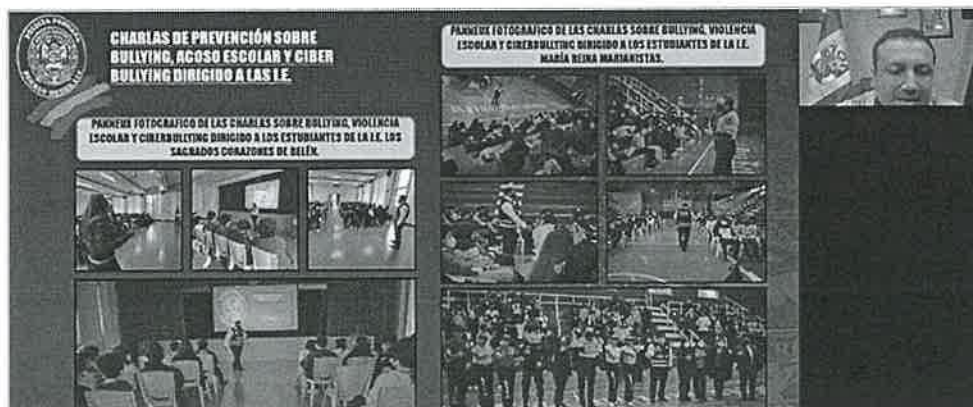 CHARLAS DE PREVENCIÓN SOBRE
BULLYING, ACOSO ESCOLAR Y CIBER
BULLYING DIRIGIDO A LAS I.E.
PANNEUX FOTOGRÁFICO DE LAS CHARLAS SOBRE BULLYING, VIOLENCIA
ESCOLAR Y CIBERBULLYING DIRIGIDO A LOS ESTUDIANTES DE LA I.E. LOS
SAGRADOS CORAZONES DE BELÉN.
PANNEUX FOTOGRÁFICO DE LAS CHARLAS SOBRE BULLYING, VIOLENCIA
ESCOLAR Y CIBERBULLYING DIRIGIDO A LOS ESTUDIANTES DE LA I.E.
MARÍA REINA MARIANISTAS.